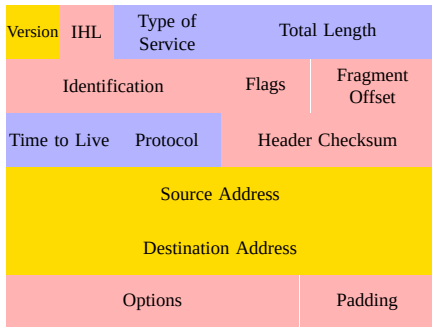 Version IHL Type of Service Total Length
Identification Flags Fragment Offset
Time to Live Protocol Header Checksum
Source Address
Destination Address
Options Padding